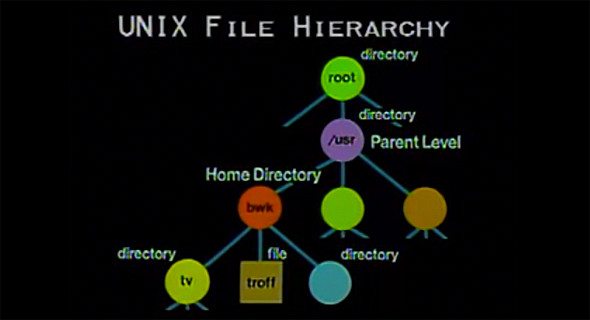 UNIX FILE HIERARCHY
directory
root
directory
/usr
Parent Level
Home Directory
bwk
directory
file
directory
tv
troff